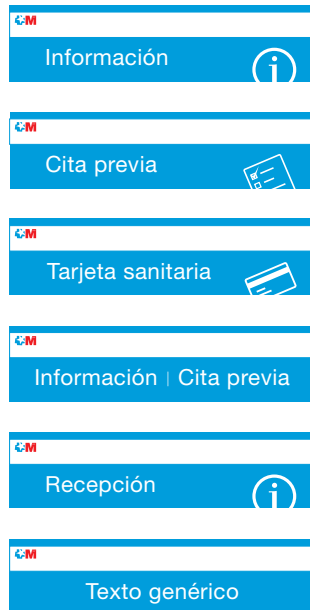 M
Información
M
Cita previa
M
Tarjeta sanitaria
M
Información | Cita previa
M
Recepción
M
Texto genérico